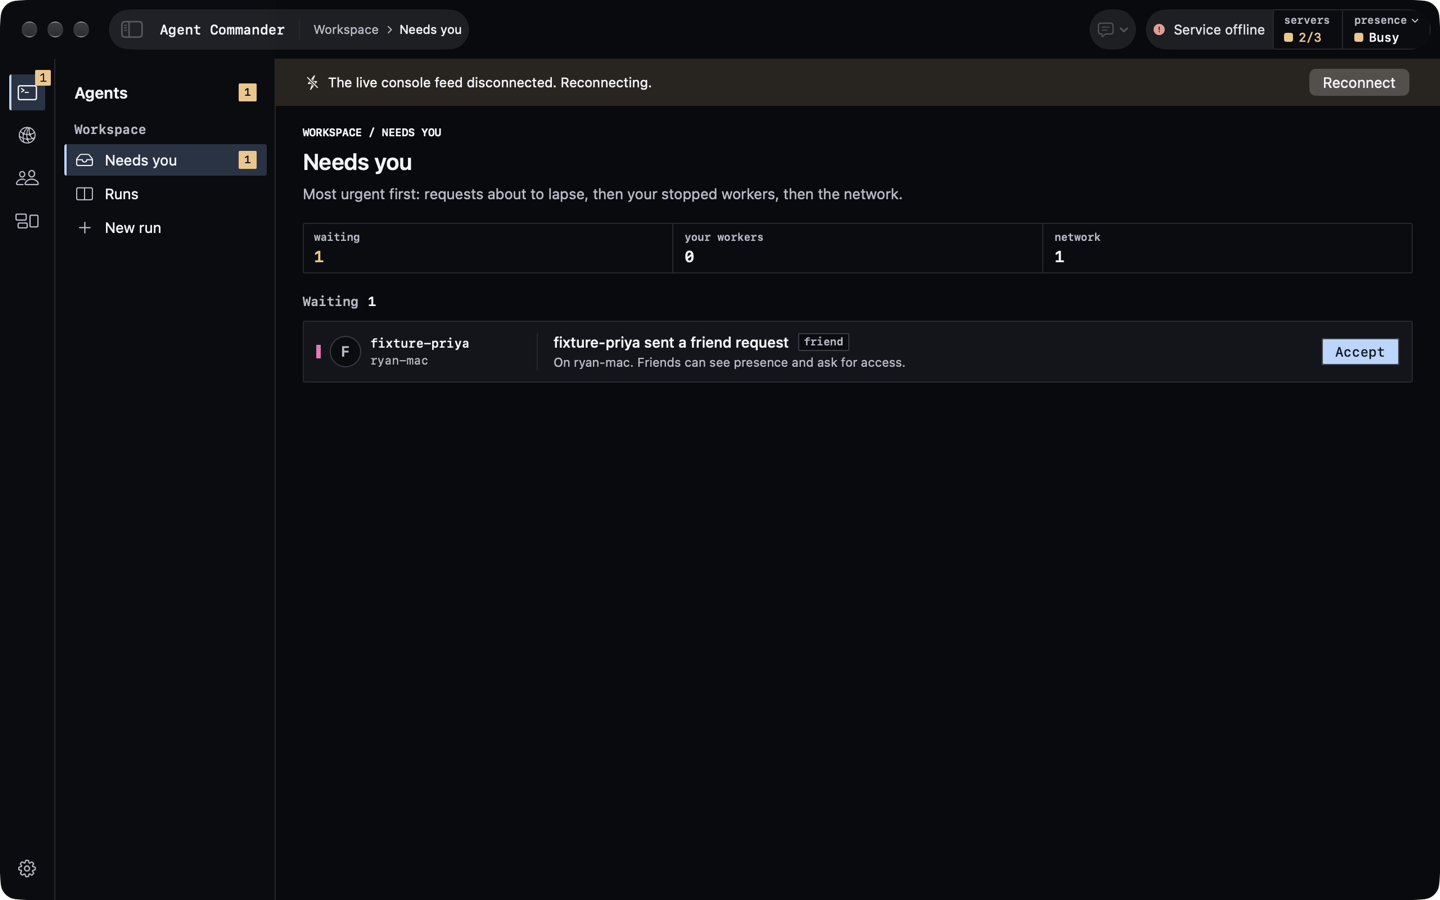 Agent Commander
Workspace > Needs you
Service offline
servers
2/3
presence
Busy
1
Agents
1
Workspace
Needs you
1
Runs
New run
The live console feed disconnected. Reconnecting.
Reconnect
WORKSPACE / NEEDS YOU
Needs you
Most urgent first: requests about to lapse, then your stopped workers, then the network.
waiting
1
your workers
0
network
1
Waiting 1
F
fixture-priya
ryan-mac
fixture-priya sent a friend request
friend
On ryan-mac. Friends can see presence and ask for access.
Accept